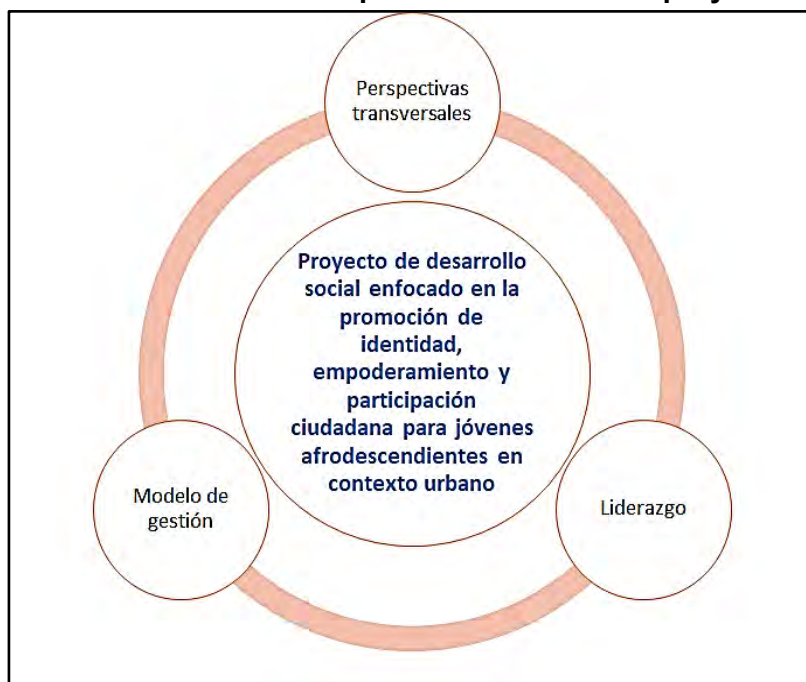 Perspectivas
transversales
Proyecto de desarrollo
social enfocado en la
promoción de
identidad,
empoderamiento y
participación
ciudadana para jóvenes
afrodescendientes en
contexto urbano
Modelo de
gestión
Liderazgo